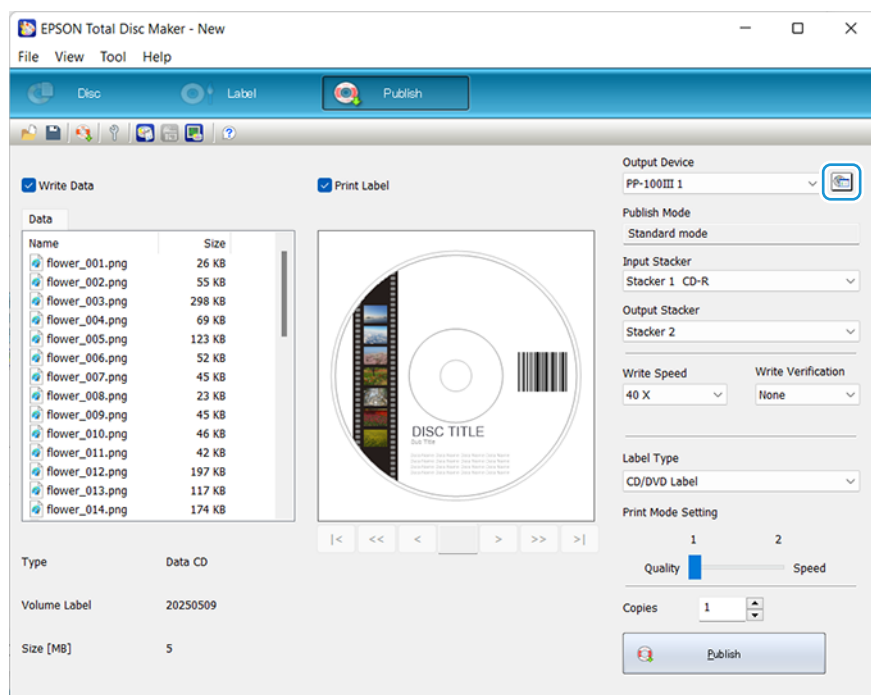 EPSON Total Disc Maker - New
File View Tool Help
Disc Label Publish
Write Data
Data
Name Size
flower_001.png 26 KB
flower_002.png 55 KB
flower_003.png 298 KB
flower_004.png 69 KB
flower_005.png 123 KB
flower_006.png 52 KB
flower_007.png 45 KB
flower_008.png 23 KB
flower_009.png 45 KB
flower_010.png 46 KB
flower_011.png 42 KB
flower_012.png 197 KB
flower_013.png 117 KB
flower_014.png 174 KB
Type Data CD
Volume Label 20250509
Size [MB] 5
Print Label
DISC TITLE
Sub Title
|< << < > >> >|
Output Device
PP-100III 1
Publish Mode
Standard mode
Input Stacker
Stacker 1 CD-R
Output Stacker
Stacker 2
Write Speed Write Verification
40 X None
Label Type
CD/DVD Label
Print Mode Setting
1 2
Quality Speed
Copies 1
Publish